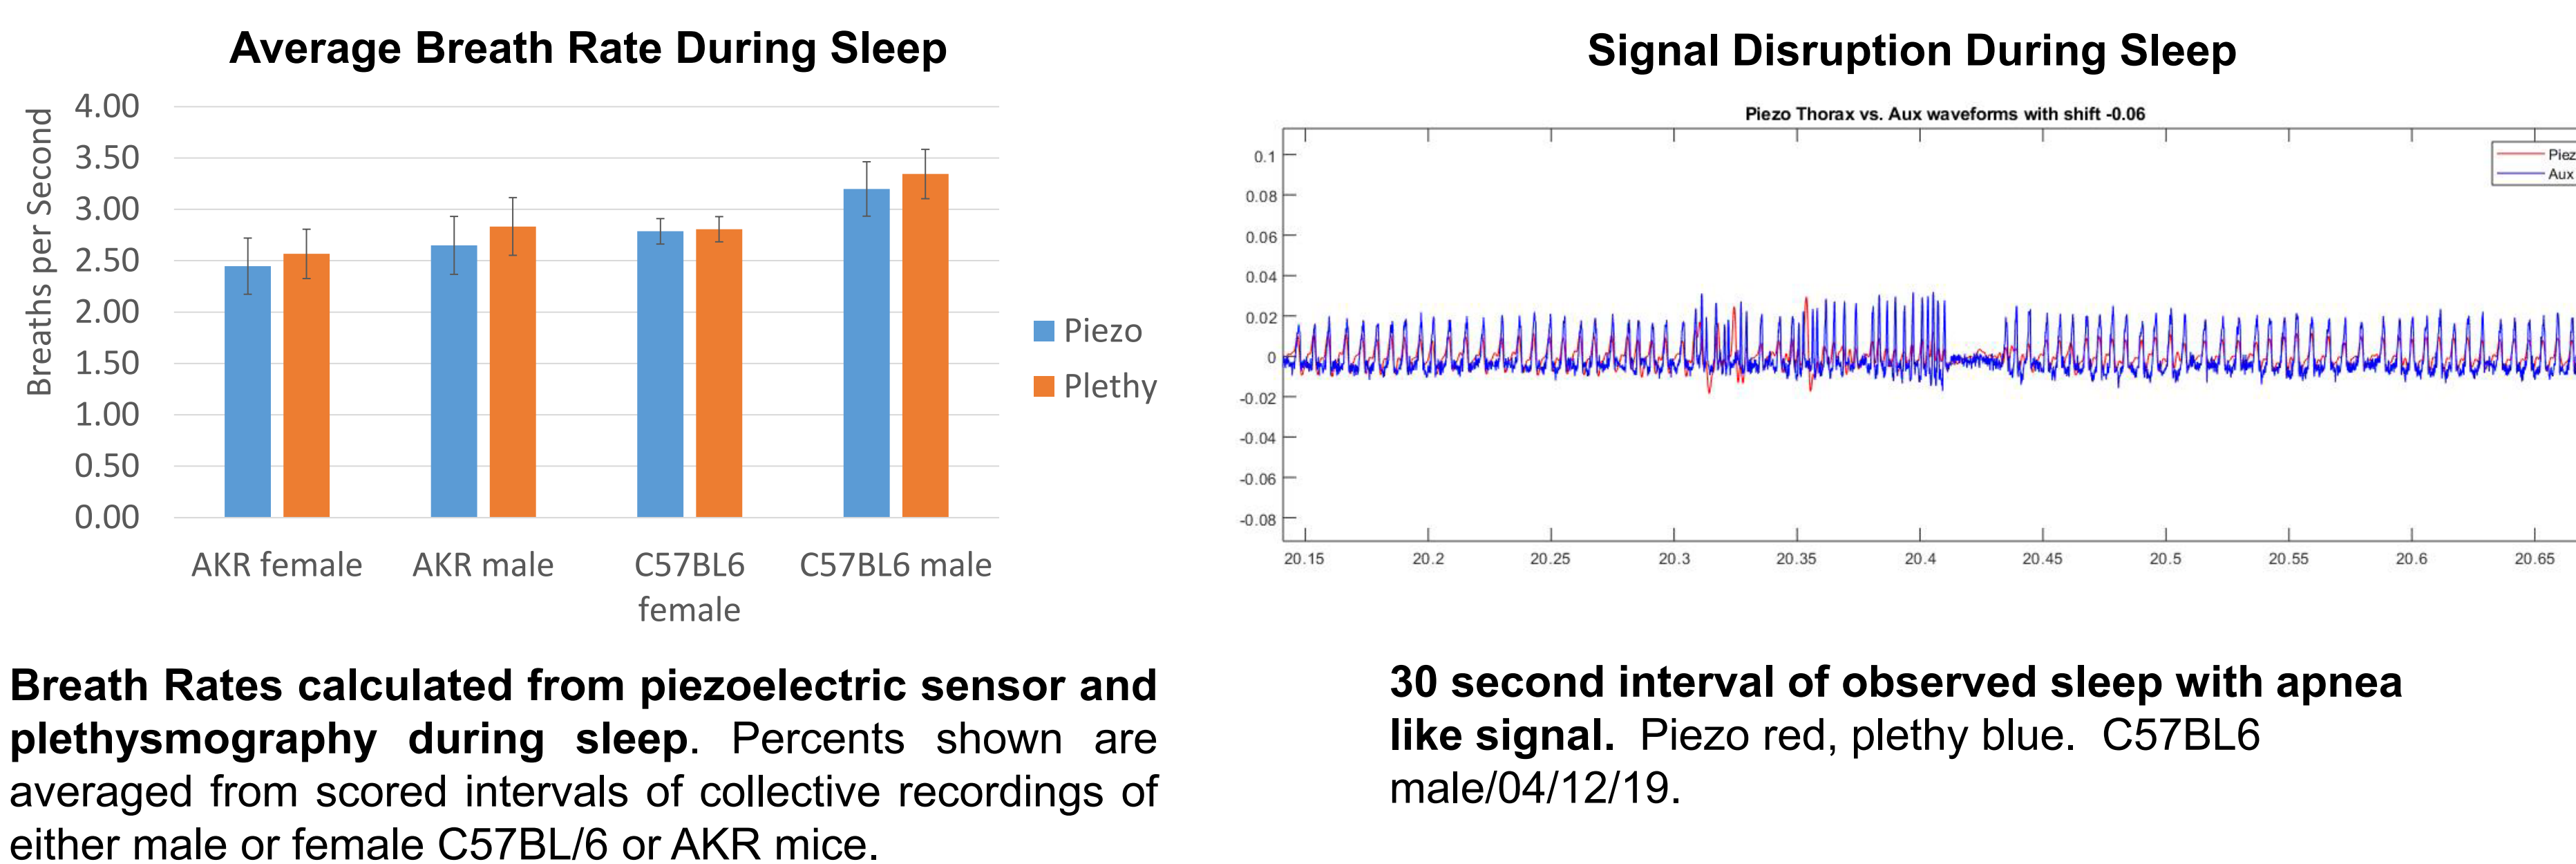 Average Breath Rate During Sleep
Breaths per Second
4.00
3.50
3.00
2.50
2.00
1.50
1.00
0.50
0.00
AKR female
AKR male
C57BL6
female
C57BL6 male
Piezo
Plethy
Breath Rates calculated from piezoelectric sensor and
plethysmography during sleep. Percents shown are
averaged from scored intervals of collective recordings of
either male or female C57BL/6 or AKR mice.
Signal Disruption During Sleep
Piezo Thorax vs. Aux waveforms with shift -0.06
0.1
0.08
0.06
0.04
0.02
0
-0.02
-0.04
-0.06
-0.08
20.15
20.2
20.25
20.3
20.35
20.4
20.45
20.5
20.55
20.6
20.65
Piez
Aux
30 second interval of observed sleep with apnea
like signal. Piezo red, plethy blue. C57BL6
male/04/12/19.